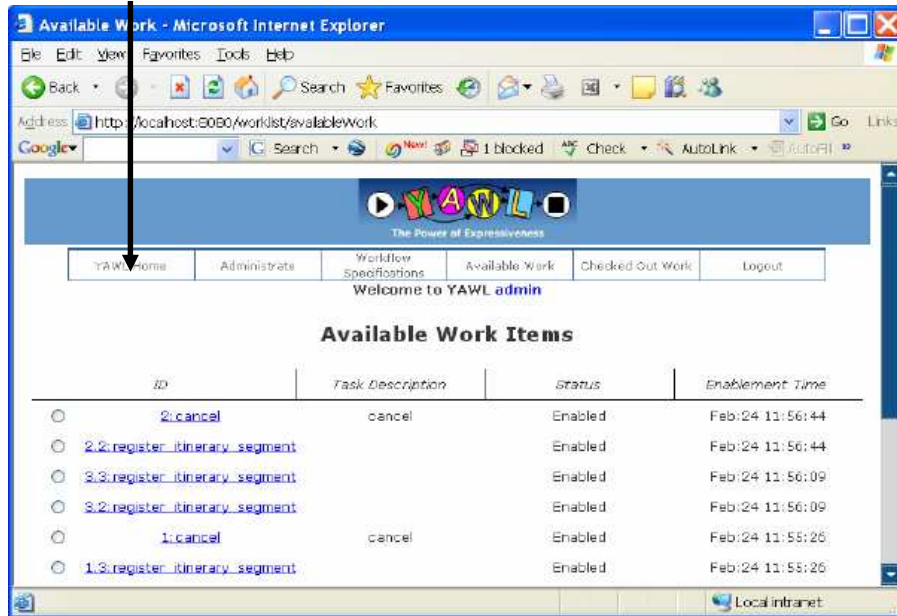 Available Work - Microsoft Internet Explorer
File Edit View Favorites Tools Help
Back Search Favorites
Address http://localhost:8080/worklist/availableWork Go Links
Google Search New! 1 blocked ABC Check AutoLink AutoFill
YAWL
The Power of Expressiveness
YAWL Home Administrate Workflow Specifications Available Work Checked Out Work Logout
Welcome to YAWL admin
Available Work Items
ID Task Description Status Enablement Time
2:cancel cancel Enabled Feb:24 11:56:44
2.2:register_itinerary_segment Enabled Feb:24 11:56:44
3.3:register_itinerary_segment Enabled Feb:24 11:56:09
3.2:register_itinerary_segment Enabled Feb:24 11:56:09
1:cancel cancel Enabled Feb:24 11:55:26
1.3:register_itinerary_segment Enabled Feb:24 11:55:26
Local intranet